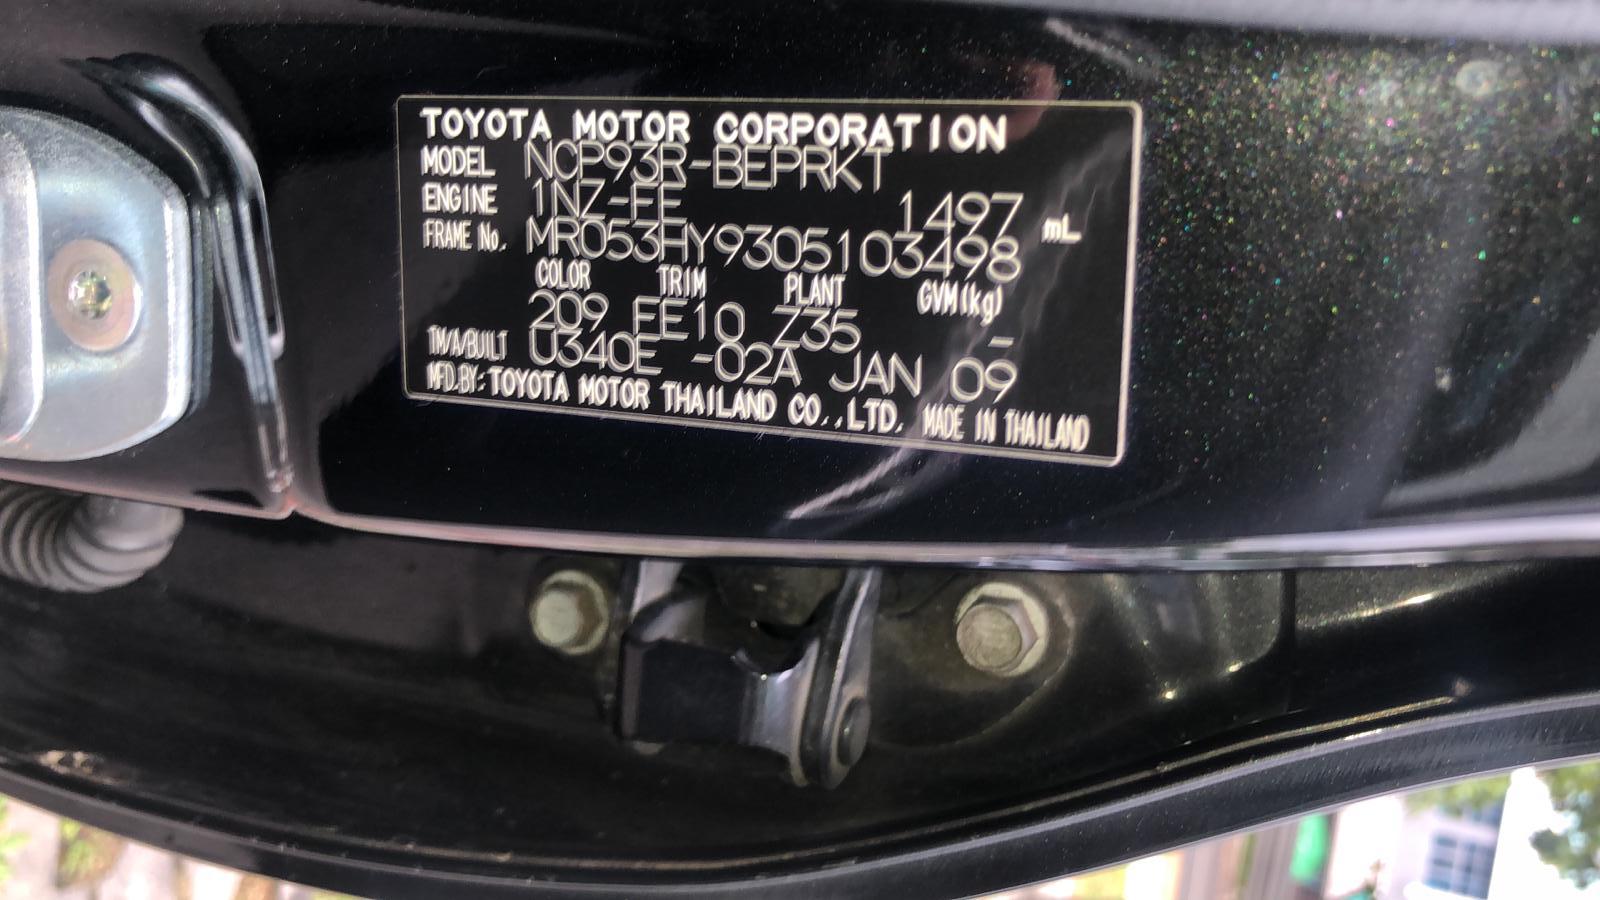 TOYOTA MOTOR CORPORATION
MODEL NCP93R-BEPRKT
ENGINE 1NZ-FE 1497 mL
FRAME No. MR053HY9305103498
COLOR TRIM PLANT GVM(kg)
209 FE10 Z35 -
TM/A/BUILT U340E -02A JAN 09
MFD.BY: TOYOTA MOTOR THAILAND CO.,LTD. MADE IN THAILAND